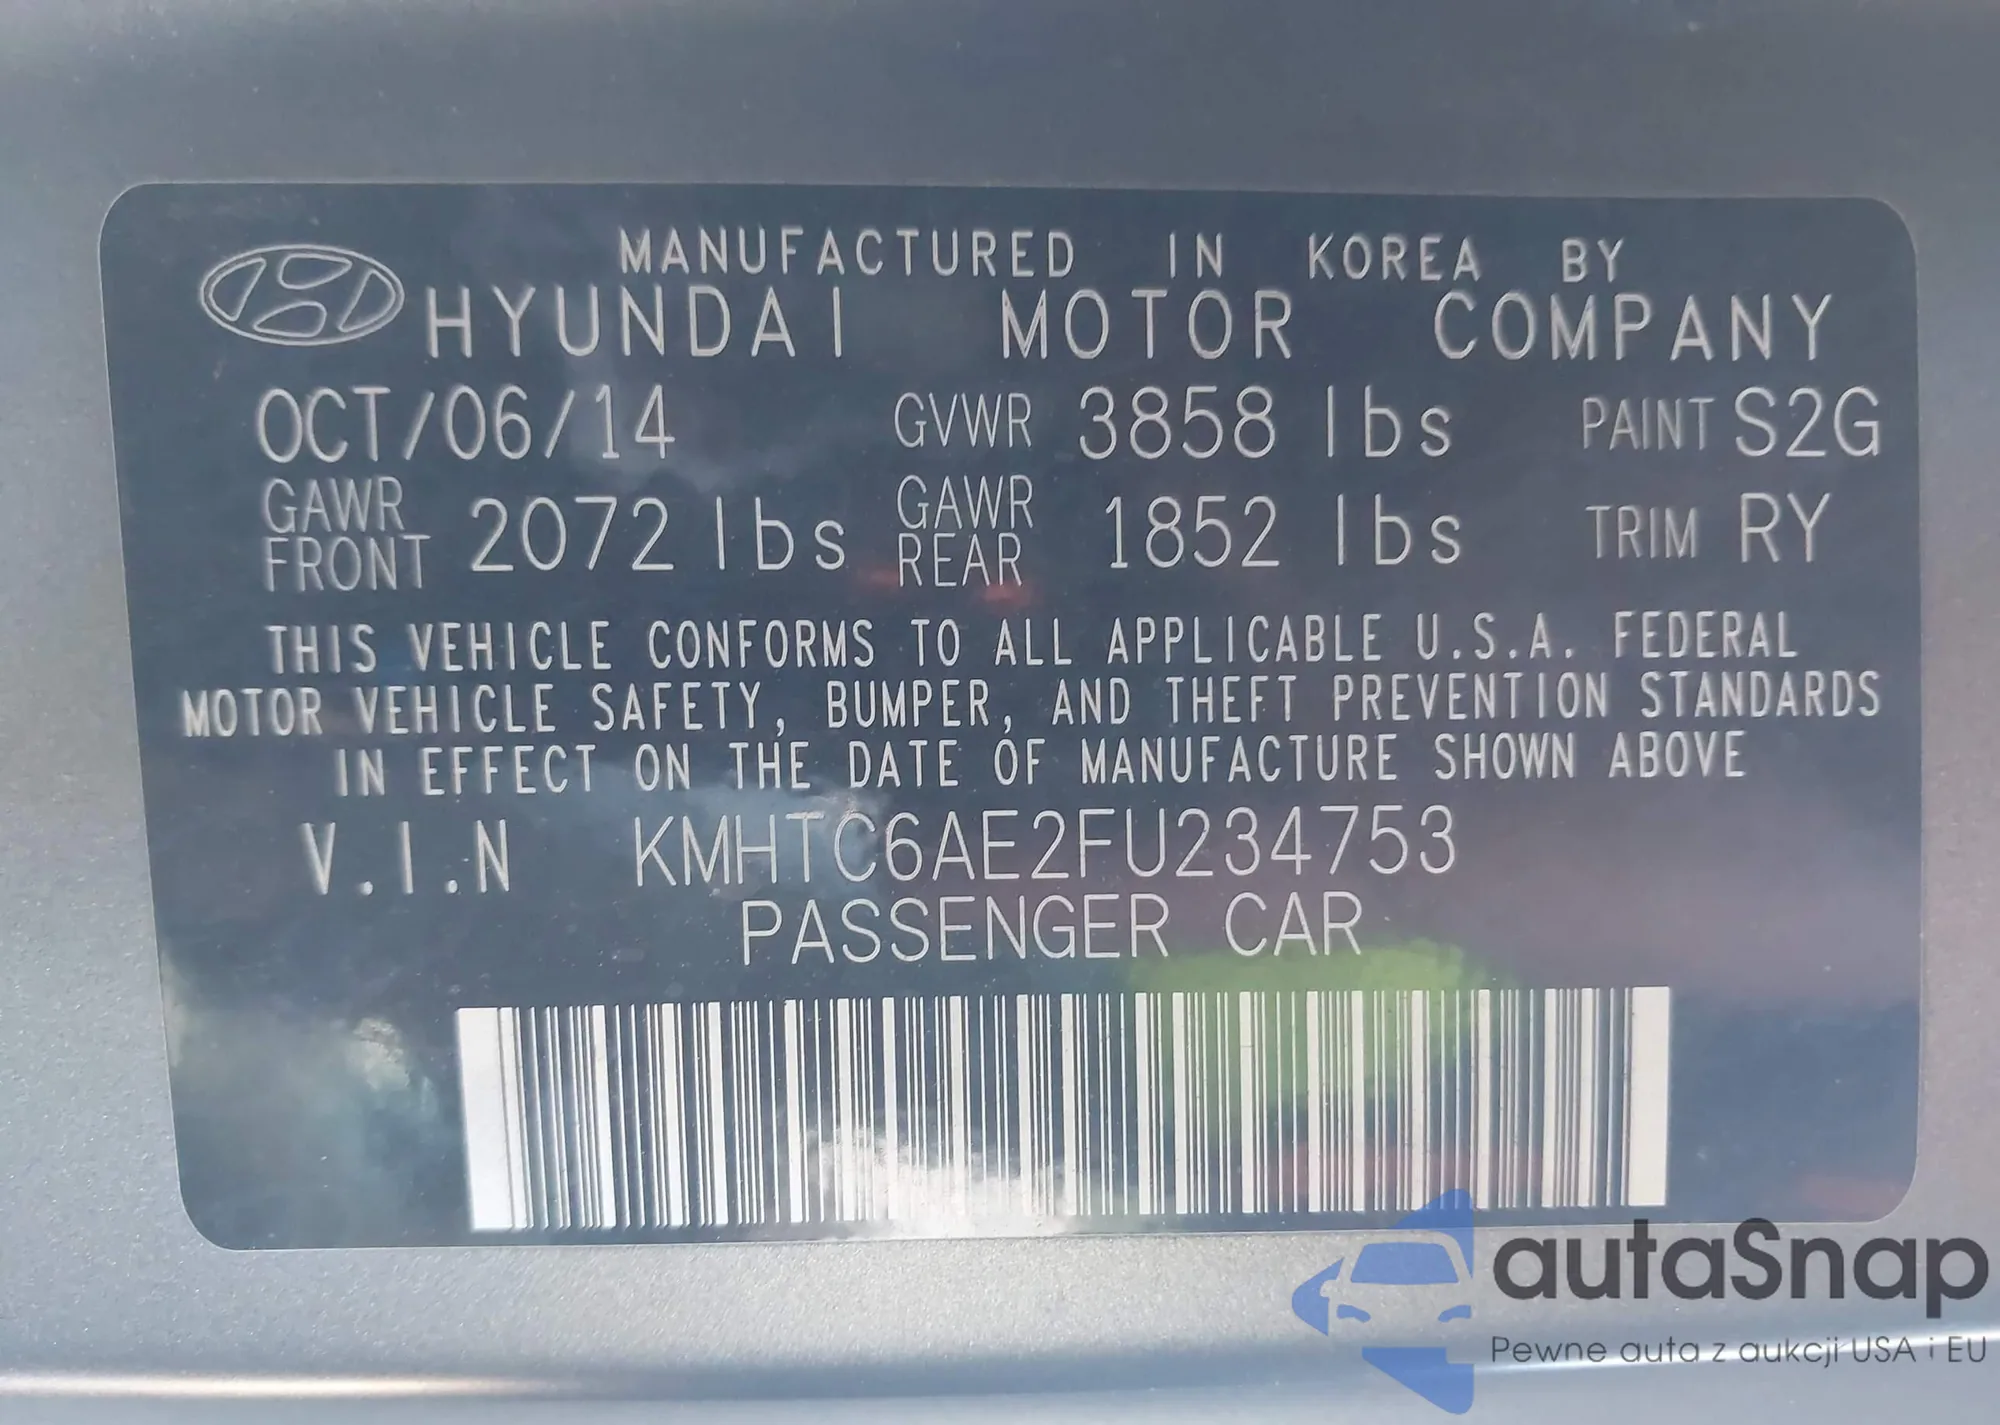 MANUFACTURED IN KOREA BY
HYUNDAI MOTOR COMPANY
OCT/06/14 GVWR 3858 lbs PAINT S2G
GAWR FRONT 2072 lbs GAWR REAR 1852 lbs TRIM RY
THIS VEHICLE CONFORMS TO ALL APPLICABLE U.S.A. FEDERAL
MOTOR VEHICLE SAFETY, BUMPER, AND THEFT PREVENTION STANDARDS
IN EFFECT ON THE DATE OF MANUFACTURE SHOWN ABOVE
V.I.N KMHTC6AE2FU234753
PASSENGER CAR
autaSnap
Pewne auta z aukcji USA i EU